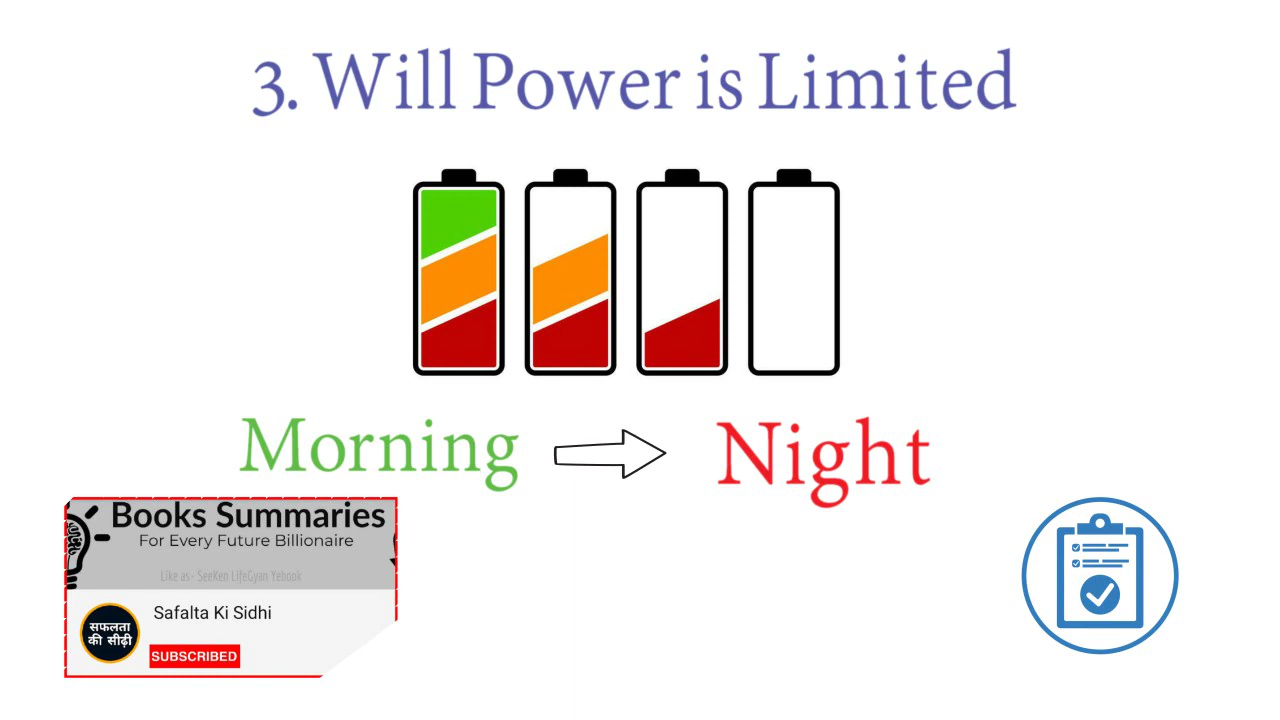 3. Will Power is Limited
Morning
Night
Books Summaries
For Every Future Billionaire
Like as- SeeKen LifeGyan Yebook
Safalta Ki Sidhi
सफलता
की सीढ़ी
SUBSCRIBED